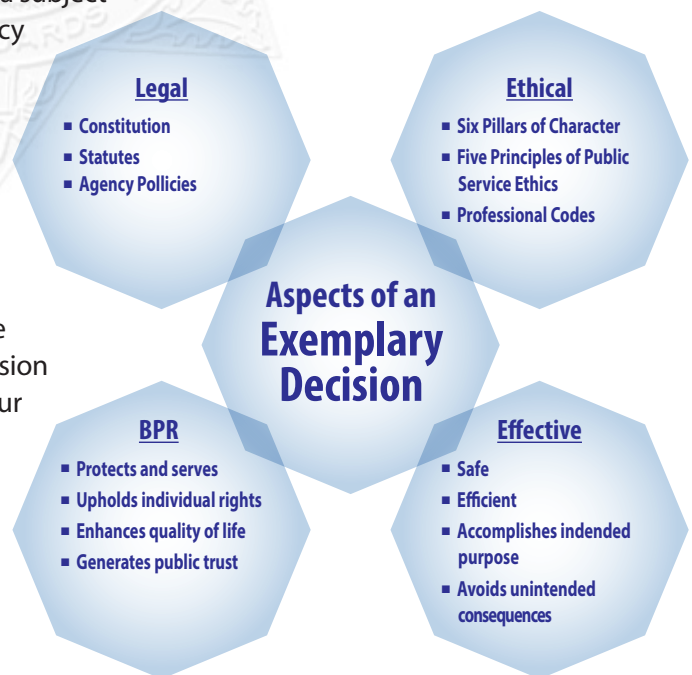 a subject
cy
e
sion
ur
Legal
■ Constitution
■ Statutes
■ Agency Pollicies
Ethical
■ Six Pillars of Character
■ Five Principles of Public
Service Ethics
■ Professional Codes
Aspects of an
Exemplary
Decision
BPR
■ Protects and serves
■ Upholds individual rights
■ Enhances quality of life
■ Generates public trust
Effective
■ Safe
■ Efficient
■ Accomplishes indended
purpose
■ Avoids unintended
consequences